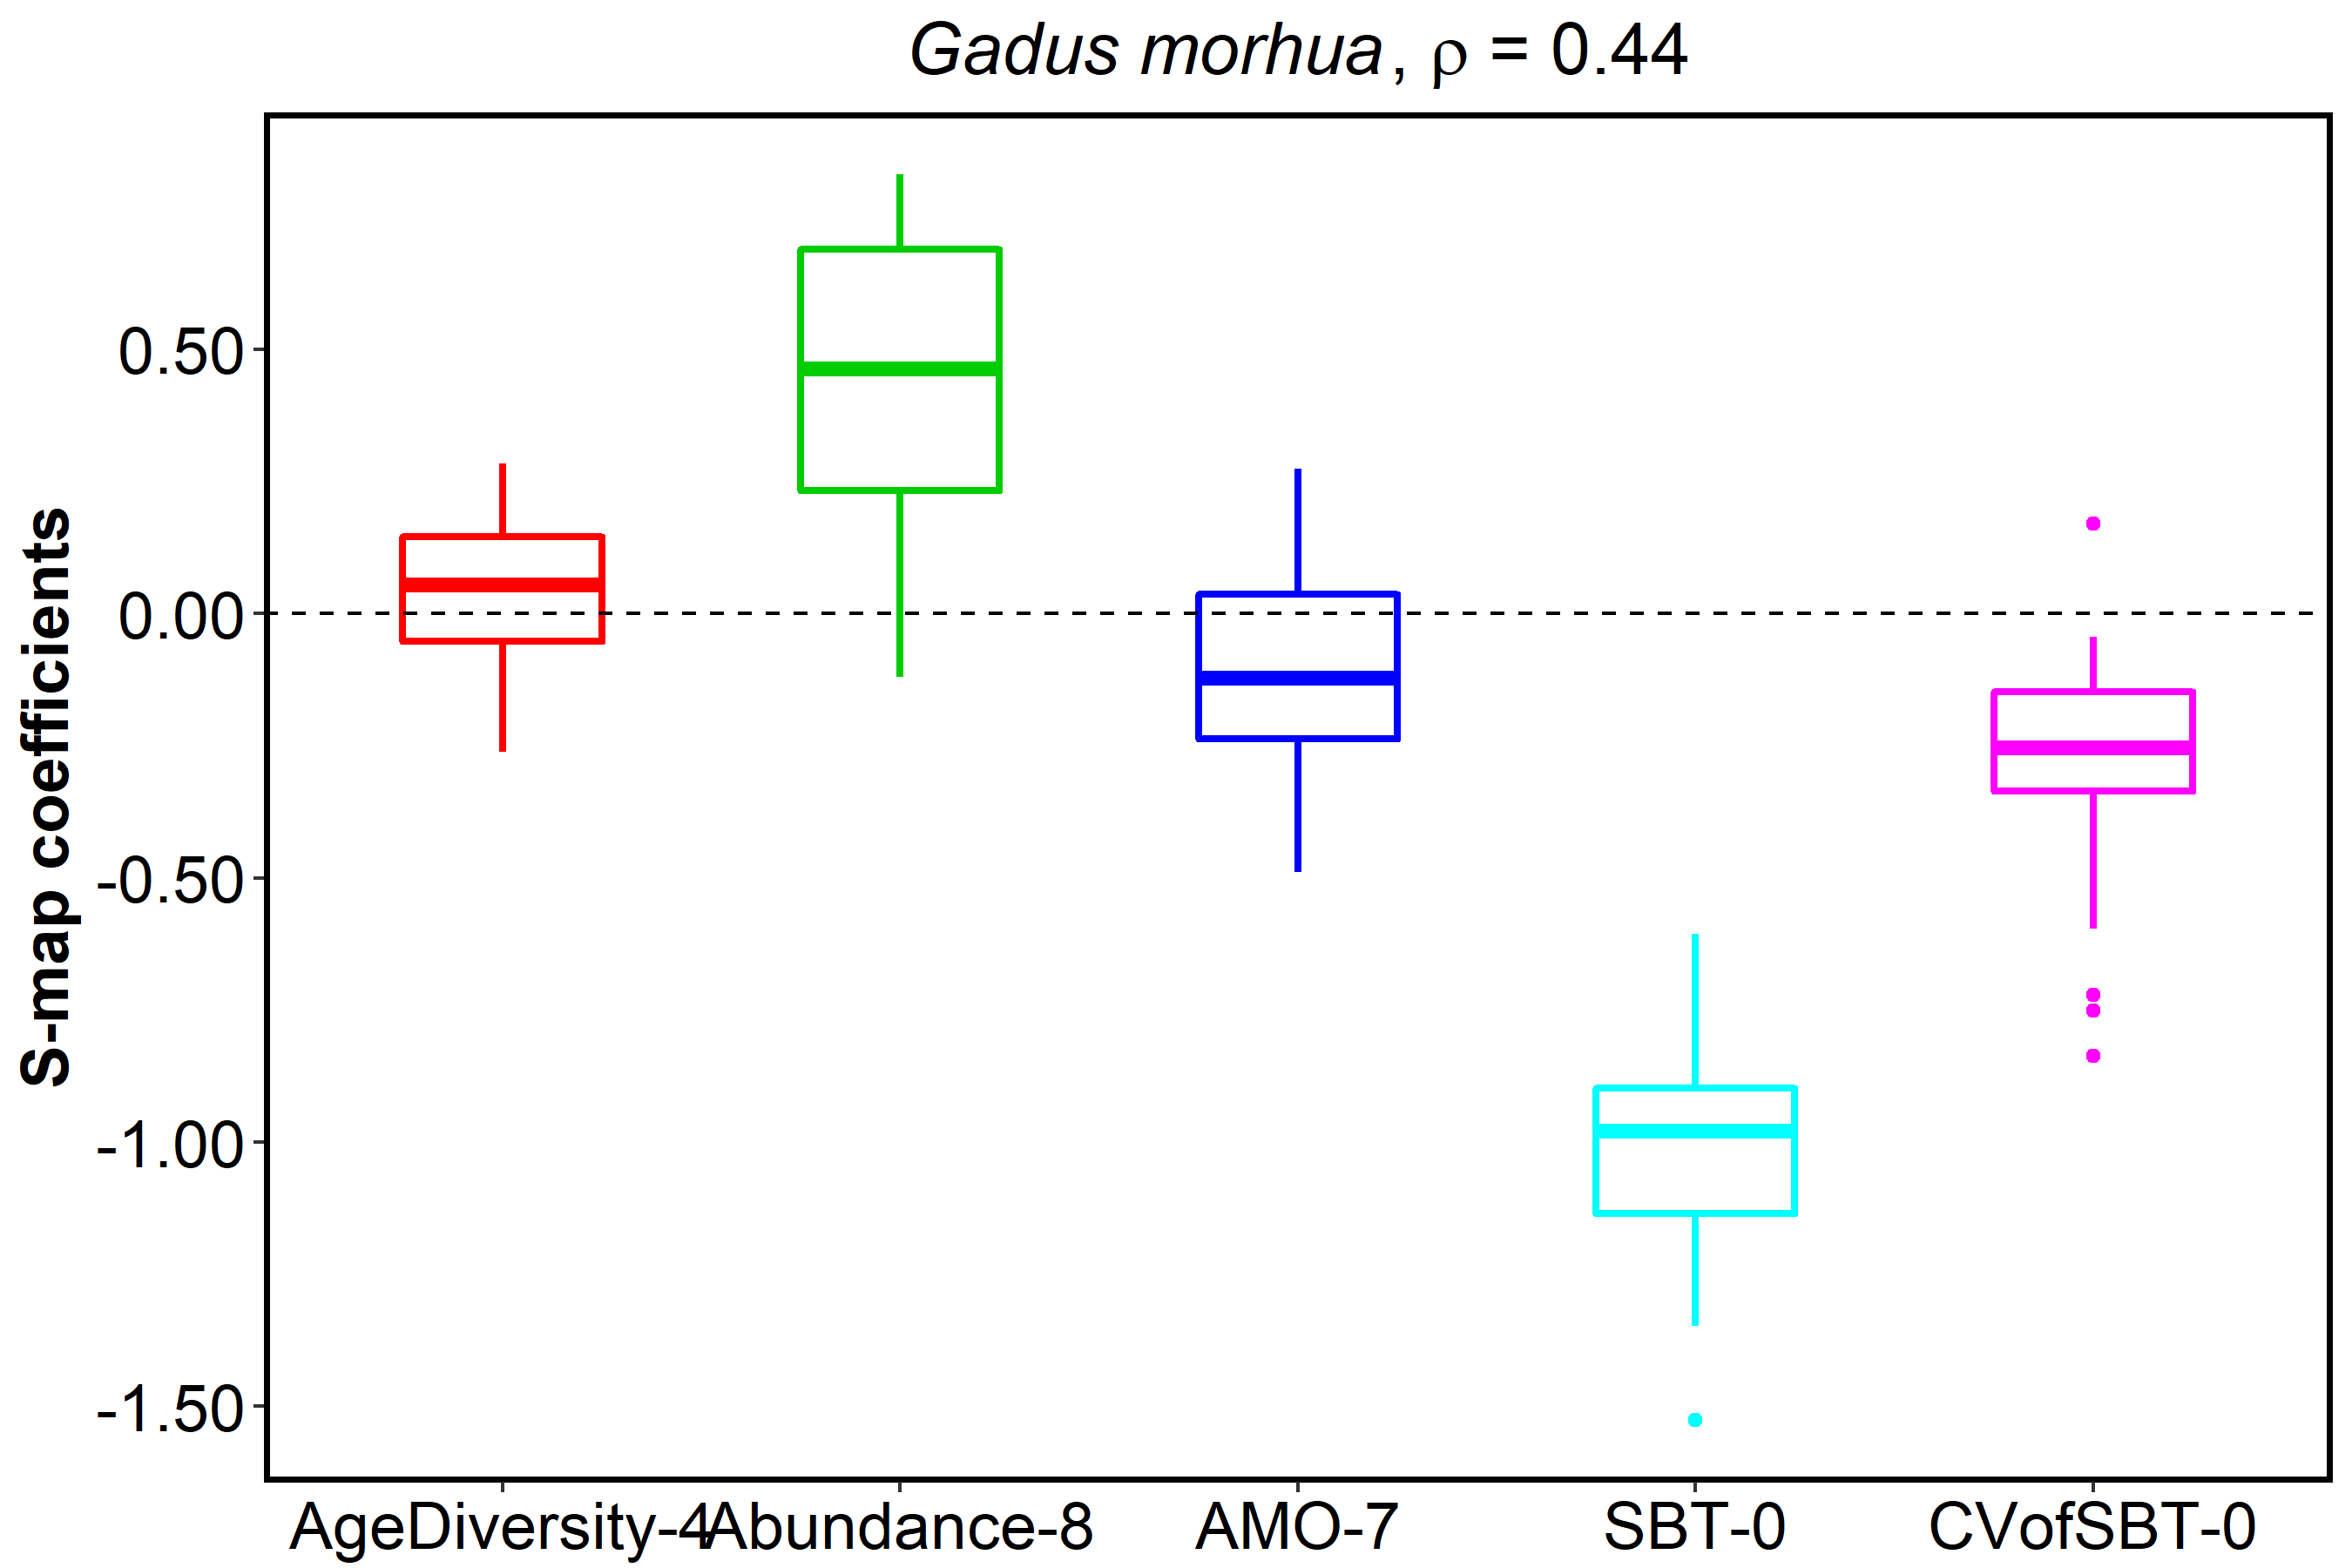 Gadus morhua, ρ = 0.44
S-map coefficients
0.50
0.00
-0.50
-1.00
-1.50
AgeDiversity-4 Abundance-8 AMO-7 SBT-0 CVofSBT-0